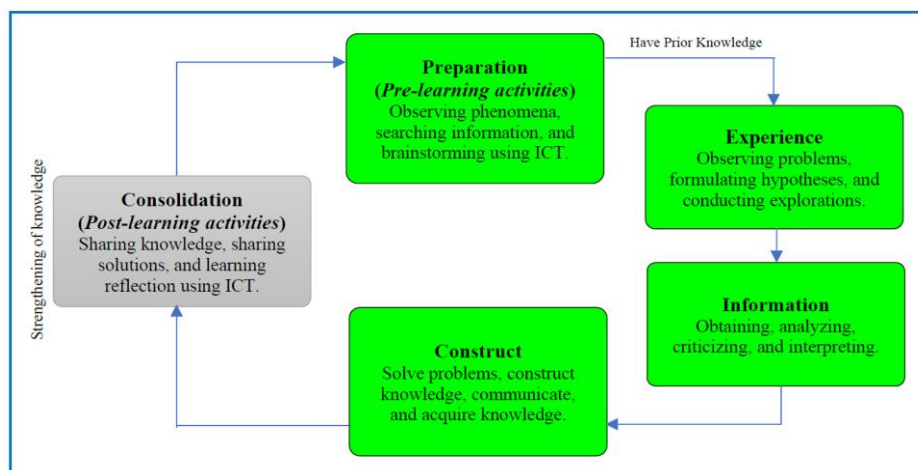 Have Prior Knowledge
Preparation
(Pre-learning activities)
Observing phenomena,
searching information, and
brainstorming using ICT.
Experience
Observing problems,
formulating hypotheses, and
conducting explorations.
Information
Obtaining, analyzing,
criticizing, and interpreting.
Construct
Solve problems, construct
knowledge, communicate,
and acquire knowledge.
Consolidation
(Post-learning activities)
Sharing knowledge, sharing
solutions, and learning
reflection using ICT.
Strengthening of knowledge